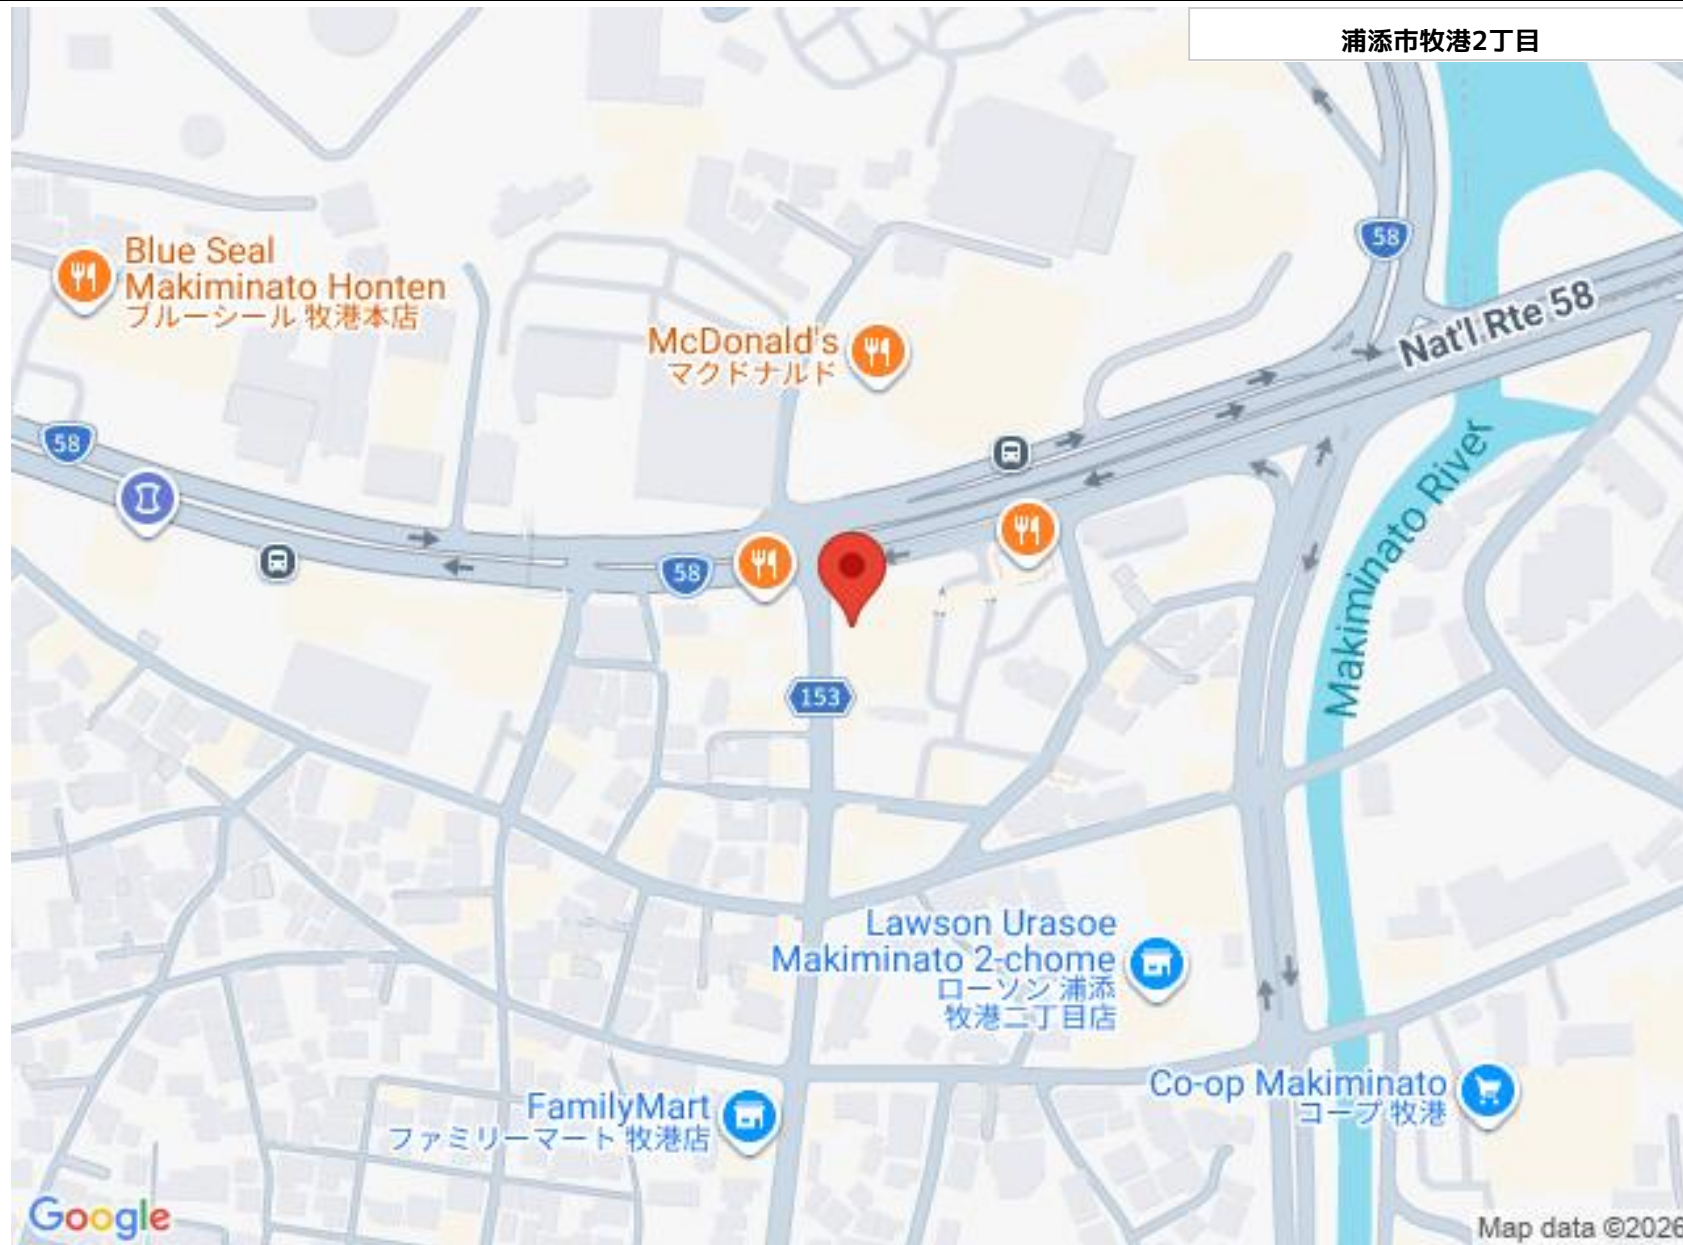 浦添市牧港2丁目
58
Blue Seal
Makiminato Honten
ブルーシール 牧港本店
Nat'l Rte 58
McDonald's
マクドナルド
58
Makiminato River
58
153
Lawson Urasoe
Makiminato 2-chome
ローソン 浦添
牧港二丁目店
Co-op Makiminato
コープ 牧港
FamilyMart
ファミリーマート 牧港店
Google
Map data ©2026